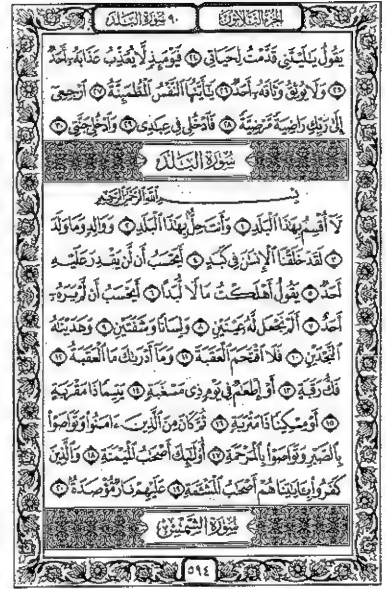 الجزء الثلاثون
٩٠ سورة البلد
يَقُولُ يَٰلَيْتَنِى قَدَّمْتُ لِحَيَاتِى ٢٤ فَيَوْمَئِذٍ لَّا يُعَذِّبُ عَذَابَهُۥٓ أَحَدٌ
٢٥ وَلَا يُوثِقُ وَثَاقَهُۥٓ أَحَدٌ ٢٦ يَٰٓأَيَّتُهَا ٱلنَّفْسُ ٱلْمُطْمَئِنَّةُ ٢٧ ٱرْجِعِىٓ
إِلَىٰ رَبِّكِ رَاضِيَةً مَّرْضِيَّةً ٢٨ فَٱدْخُلِى فِى عِبَٰدِى ٢٩ وَٱدْخُلِى جَنَّتِى ٣٠
سورة البلد
بِسْمِ ٱللَّهِ ٱلرَّحْمَٰنِ ٱلرَّحِيمِ
لَآ أُقْسِمُ بِهَٰذَا ٱلْبَلَدِ ١ وَأَنتَ حِلٌّۢ بِهَٰذَا ٱلْبَلَدِ ٢ وَوَالِدٍ وَمَا وَلَدَ
٣ لَقَدْ خَلَقْنَا ٱلْإِنسَٰنَ فِى كَبَدٍ ٤ أَيَحْسَبُ أَن لَّن يَقْدِرَ عَلَيْهِ
أَحَدٌ ٥ يَقُولُ أَهْلَكْتُ مَالًا لُّبَدًا ٦ أَيَحْسَبُ أَن لَّمْ يَرَهُۥٓ
أَحَدٌ ٧ أَلَمْ نَجْعَل لَّهُۥ عَيْنَيْنِ ٨ وَلِسَانًا وَشَفَتَيْنِ ٩ وَهَدَيْنَٰهُ
ٱلنَّجْدَيْنِ ١٠ فَلَا ٱقْتَحَمَ ٱلْعَقَبَةَ ١١ وَمَآ أَدْرَىٰكَ مَا ٱلْعَقَبَةُ ١٢
فَكُّ رَقَبَةٍ ١٣ أَوْ إِطْعَٰمٌ فِى يَوْمٍ ذِى مَسْغَبَةٍ ١٤ يَتِيمًا ذَا مَقْرَبَةٍ
١٥ أَوْ مِسْكِينًا ذَا مَتْرَبَةٍ ١٦ ثُمَّ كَانَ مِنَ ٱلَّذِينَ ءَامَنُوا۟ وَتَوَاصَوْا۟
بِٱلصَّبْرِ وَتَوَاصَوْا۟ بِٱلْمَرْحَمَةِ ١٧ أُو۟لَٰٓئِكَ أَصْحَٰبُ ٱلْمَيْمَنَةِ ١٨ وَٱلَّذِينَ
كَفَرُوا۟ بِـَٔايَٰتِنَا هُمْ أَصْحَٰبُ ٱلْمَشْـَٔمَةِ ١٩ عَلَيْهِمْ نَارٌ مُّؤْصَدَةٌۢ ٢٠
سورة الشمس
٥٩٤